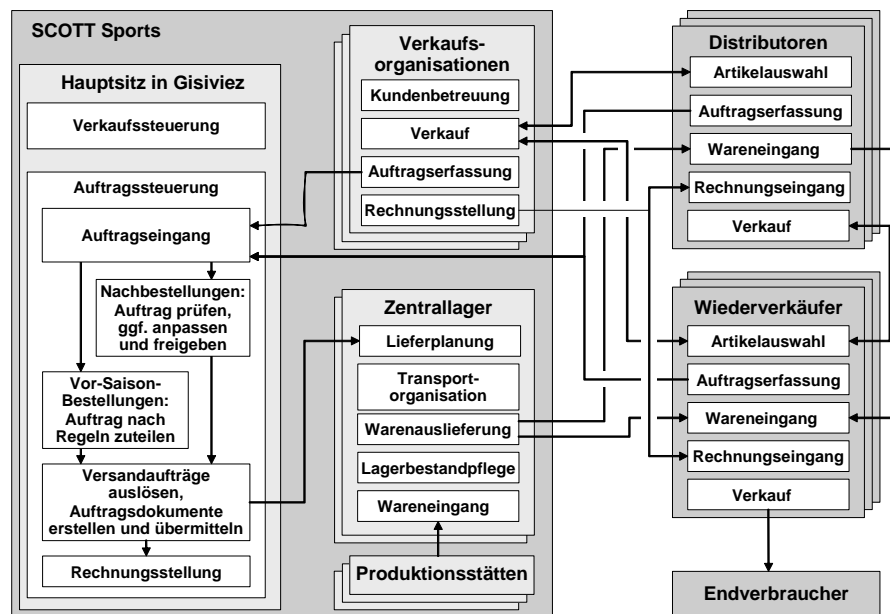 SCOTT Sports
Hauptsitz in Gisiviez
Verkaufssteuerung
Auftragssteuerung
Auftragseingang
Nachbestellungen:
Auftrag prüfen,
ggf. anpassen
und freigeben
Vor-Saison-
Bestellungen:
Auftrag nach
Regeln zuteilen
Versandaufträge
auslösen,
Auftragsdokumente
erstellen und übermitteln
Rechnungsstellung
Verkaufs-
organisationen
Kundenbetreuung
Verkauf
Auftragserfassung
Rechnungsstellung
Zentrallager
Lieferplanung
Transport-
organisation
Warenauslieferung
Lagerbestandpflege
Wareneingang
Produktionsstätten
Distributoren
Artikelauswahl
Auftragserfassung
Wareneingang
Rechnungseingang
Verkauf
Wiederverkäufer
Artikelauswahl
Auftragserfassung
Wareneingang
Rechnungseingang
Verkauf
Endverbraucher